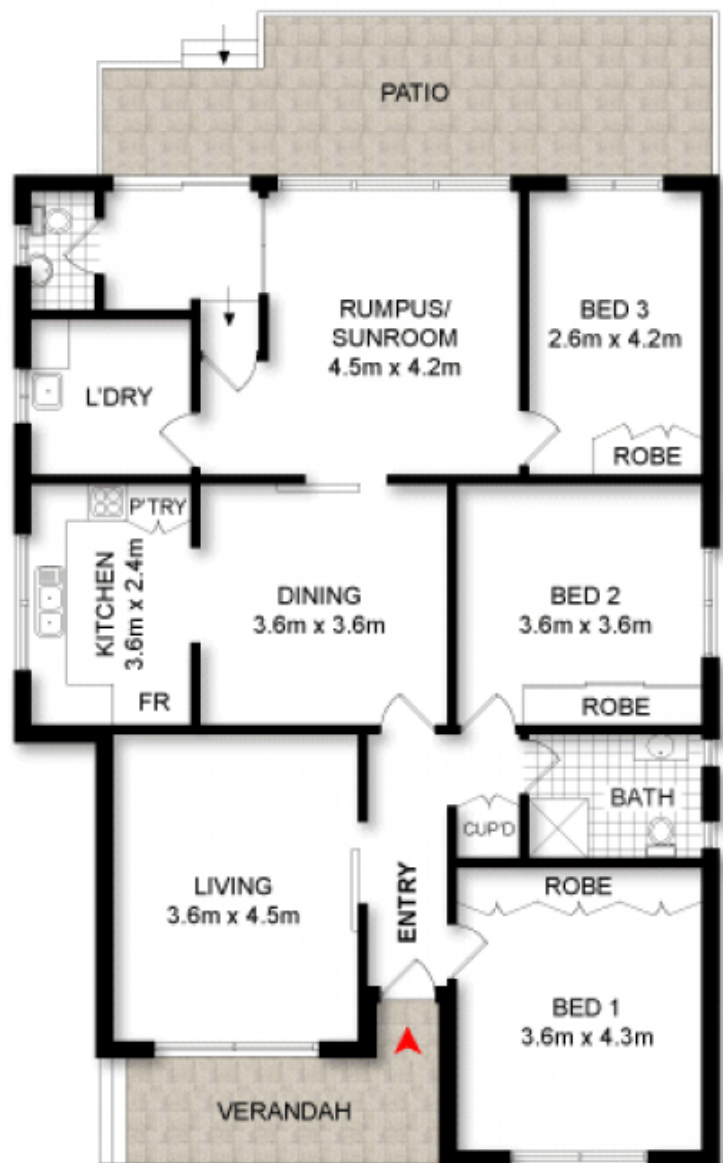 PATIO
RUMPUS/
SUNROOM
4.5m x 4.2m
BED 3
2.6m x 4.2m
L'DRY
ROBE
P'TRY
KITCHEN
3.6m x 2.4m
FR
DINING
3.6m x 3.6m
BED 2
3.6m x 3.6m
ROBE
BATH
CUP'D
LIVING
3.6m x 4.5m
ENTRY
ROBE
BED 1
3.6m x 4.3m
VERANDAH